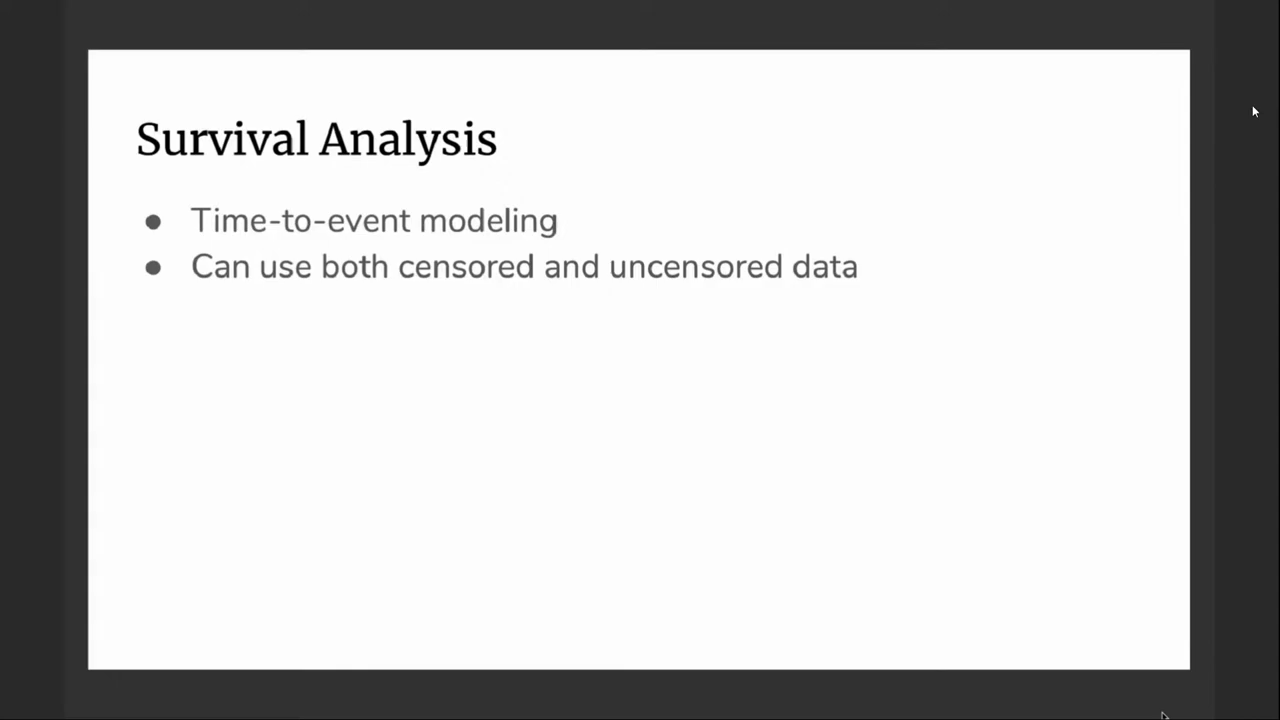 Survival Analysis
● Time-to-event modeling
● Can use both censored and uncensored data